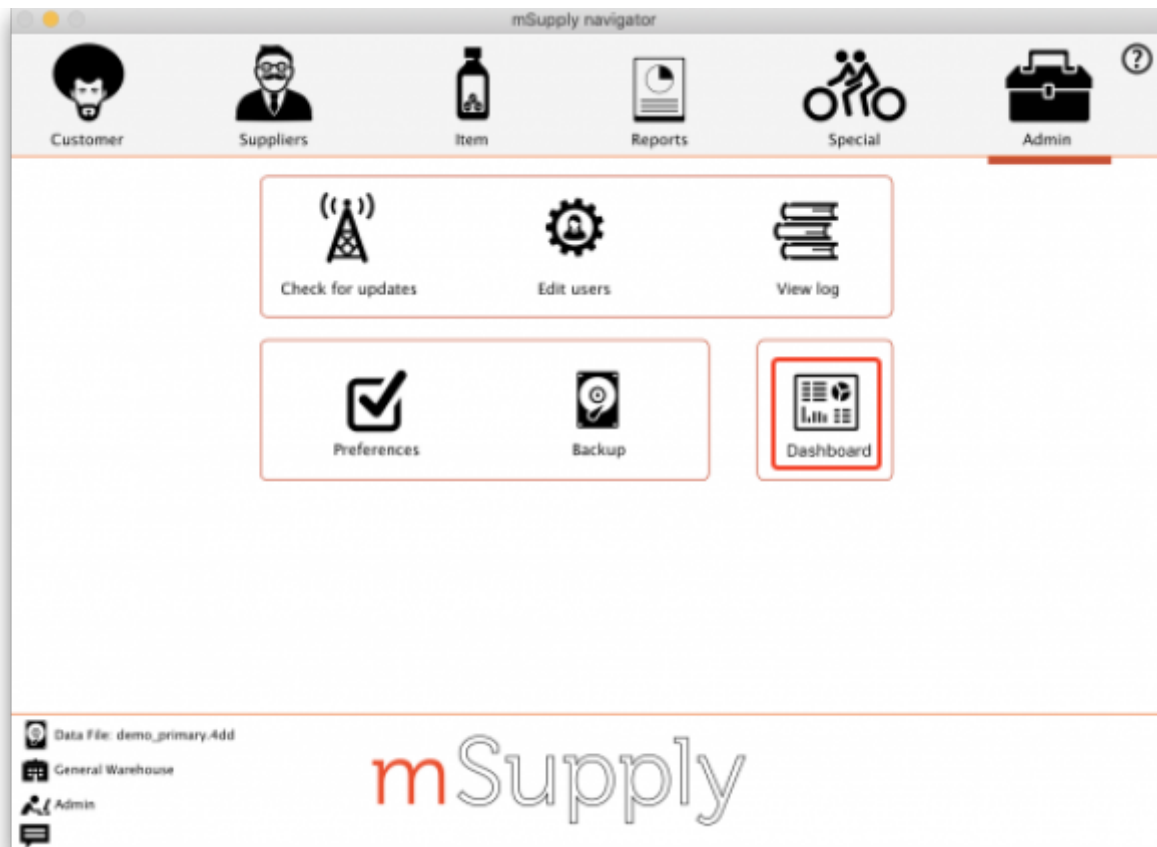 mSupply navigator
Customer Suppliers Item Reports Special Admin
?
Check for updates Edit users View log
Preferences Backup Dashboard
Data File: demo_primary.4dd
General Warehouse
Admin
mSupply